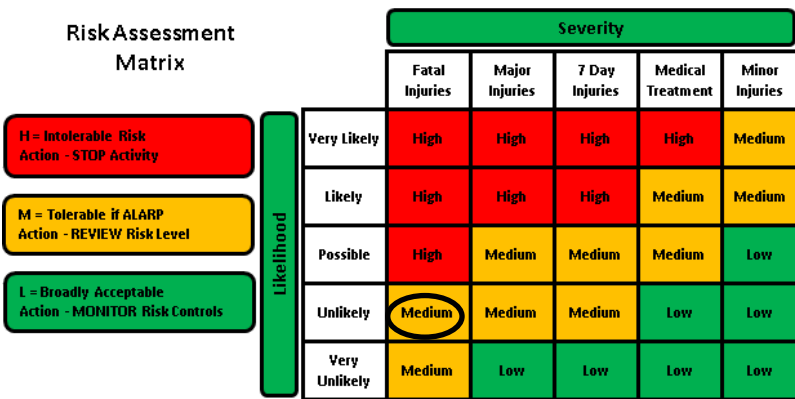 Risk Assessment
Matrix
Severity
Fatal
Injuries
Major
Injuries
7 Day
Injuries
Medical
Treatment
Minor
Injuries
H = Intolerable Risk
Action - STOP Activity
M = Tolerable if ALARP
Action - REVIEW Risk Level
L = Broadly Acceptable
Action - MONITOR Risk Controls
Likelihood
Very Likely High High High High Medium
Likely High High High Medium Medium
Possible High Medium Medium Medium Low
Unlikely Medium Medium Medium Low Low
Very
Unlikely Medium Low Low Low Low